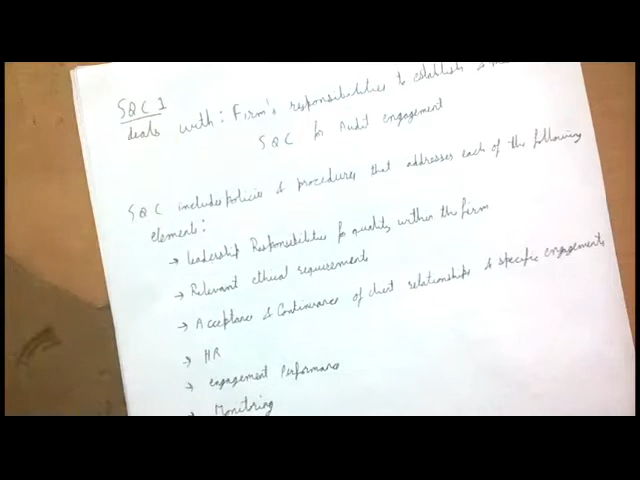 SQC 1
deals with: Firm's responsibilities to establish &
SQC for Audit engagement
SQC includes policies & procedures that addresses each of the following
elements:
→ Leadership Responsibilities for quality within the firm
→ Relevant ethical requirements
→ Acceptance & Continuance of client relationships & specific engagements
→ HR
→ engagement Performance
→ Monitoring